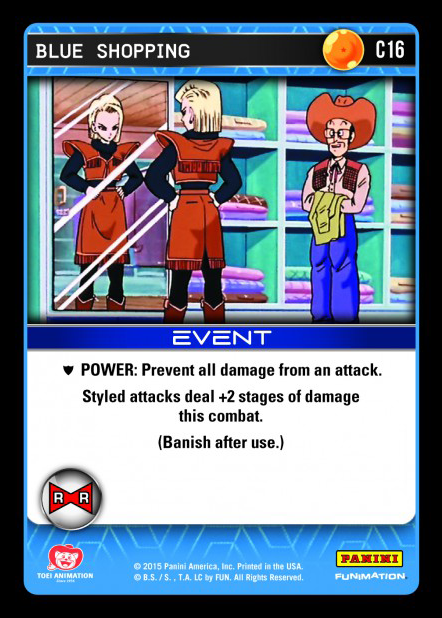 BLUE SHOPPING
C16
EVENT
POWER: Prevent all damage from an attack.
Styled attacks deal +2 stages of damage
this combat.
(Banish after use.)
R R
TOEI ANIMATION
Since 1956
© 2015 Panini America, Inc. Printed in the USA.
© B.S./S., T.A. LC by FUN. All Rights Reserved.
PANINI
FUNIMATION